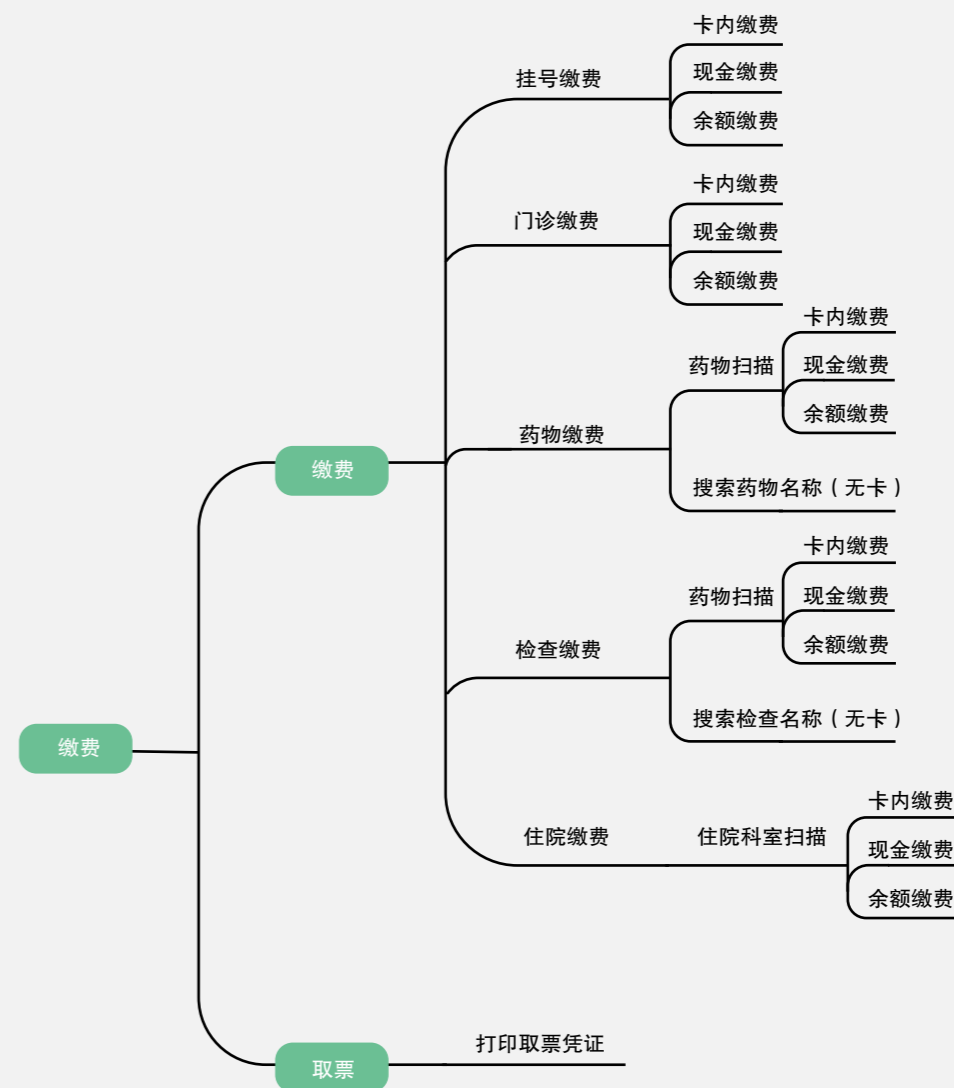 卡内缴费
挂号缴费
现金缴费
余额缴费
卡内缴费
门诊缴费
现金缴费
余额缴费
卡内缴费
药物扫描
现金缴费
余额缴费
药物缴费
缴费
搜索药物名称（无卡）
卡内缴费
药物扫描
现金缴费
余额缴费
检查缴费
搜索检查名称（无卡）
缴费
卡内缴费
住院缴费
住院科室扫描
现金缴费
余额缴费
打印取票凭证
取票